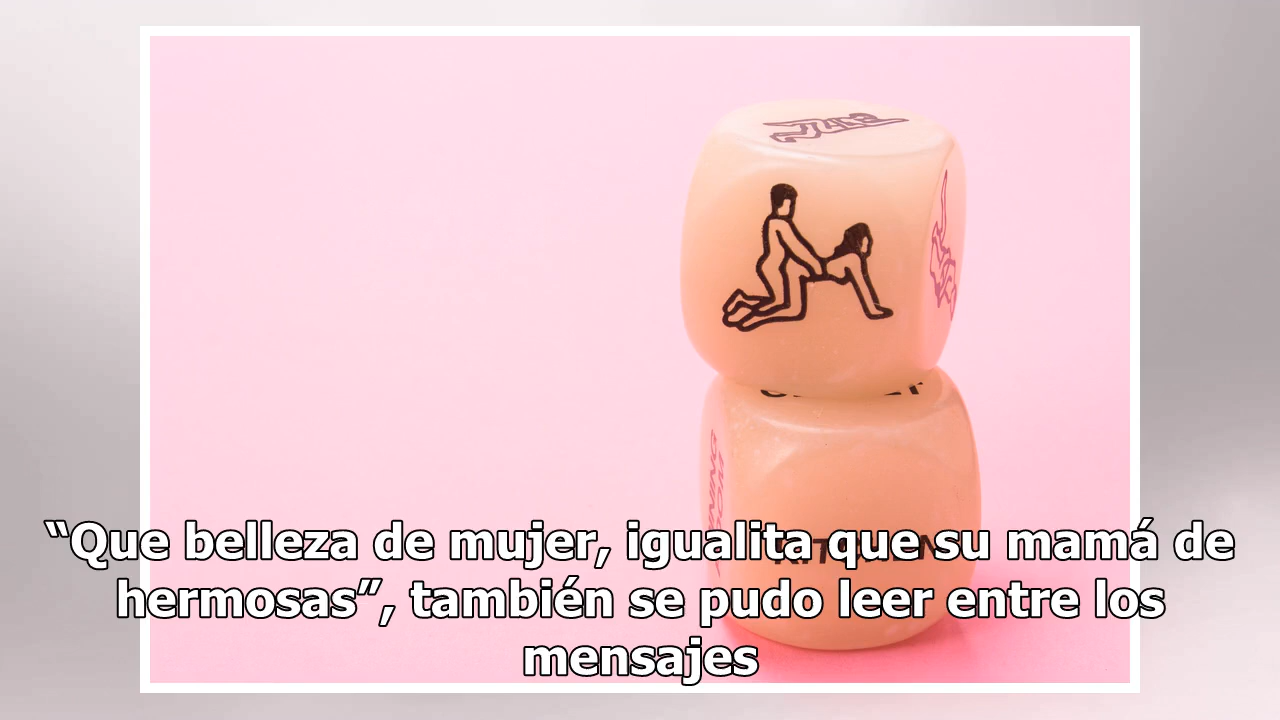 “Que belleza de mujer, igualita que su mamá de
hermosas”, también se pudo leer entre los
mensajes